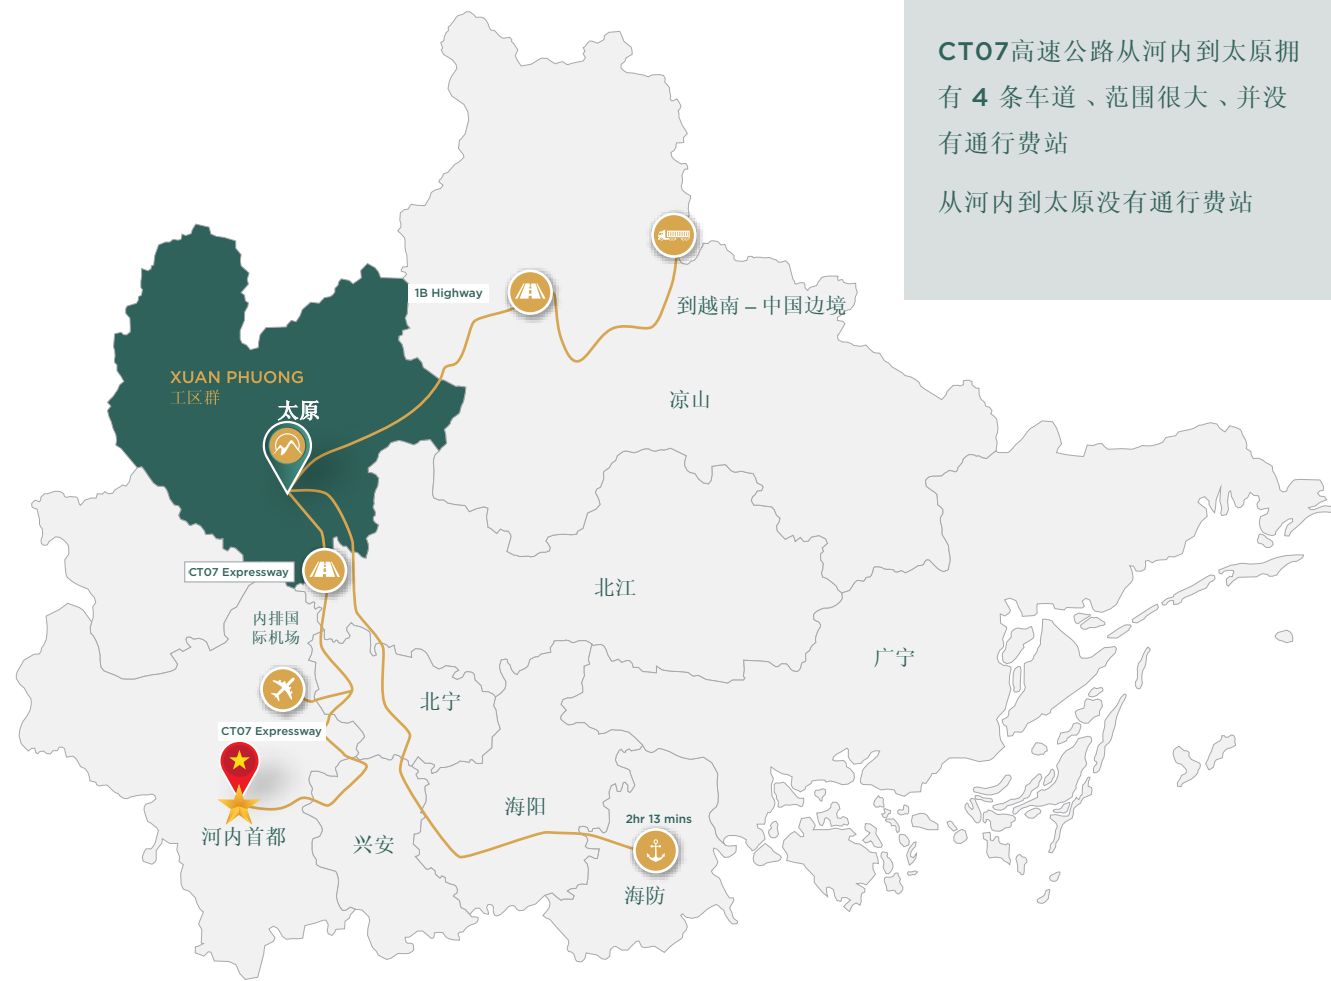 CT07高速公路从河内到太原拥
有 4 条车道、范围很大、并没
有通行费站
从河内到太原没有通行费站
1B Highway
到越南 – 中国边境
XUAN PHUONG
工区群
太原
凉山
CT07 Expressway
北江
内排国
际机场
广宁
北宁
CT07 Expressway
海阳
2hr 13 mins
河内首都
兴安
海防